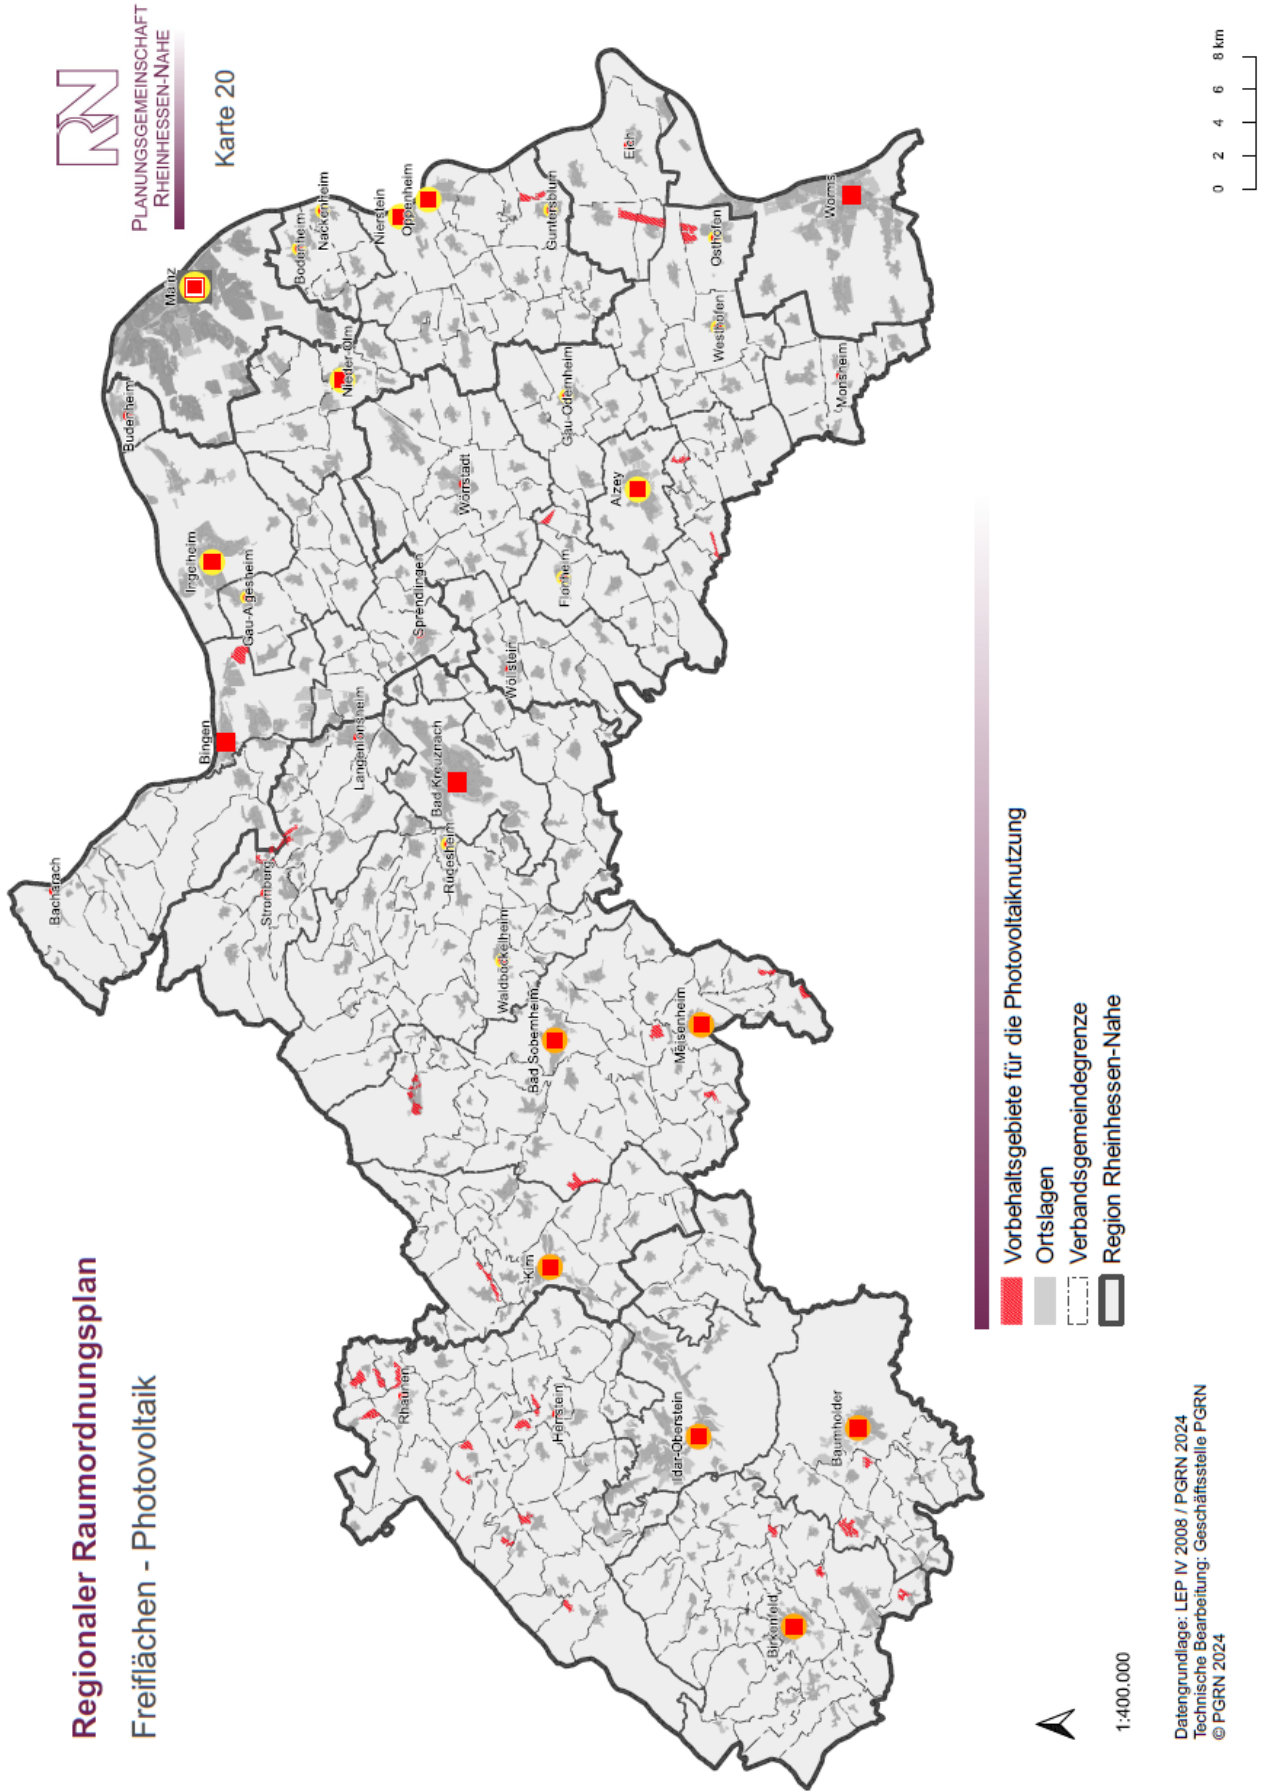 Regionaler Raumordnungsplan
Freiflächen - Photovoltaik
RN
PLANUNGSGEMEINSCHAFT
RHEINHESSEN-NAHE
Karte 20
Bacharach
Bingen
Ingelheim
Gau-Algesheim
Budenheim
Mainz
Bodenheim
Nackenheim
Nieder-Olm
Nierstein
Oppenheim
Stromberg
Langenlonsheim
Sprendlingen
Wörrstadt
Rhaunen
Bad Kreuznach
Rüdesheim
Waldböckelheim
Wöllstein
Flonheim
Gau-Odernheim
Guntersblum
Eich
Kirn
Bad Sobernheim
Herrstein
Alzey
Meisenheim
Idar-Oberstein
Westhofen
Osthofen
Birkenfeld
Baumholder
Monsheim
Worms
Vorbehaltsgebiete für die Photovoltaiknutzung
Ortslagen
Verbandsgemeindegrenze
Region Rheinhessen-Nahe
1:400.000
Datengrundlage: LEP IV 2008 / PGRN 2024
Technische Bearbeitung: Geschäftsstelle PGRN
© PGRN 2024
0 2 4 6 8 km